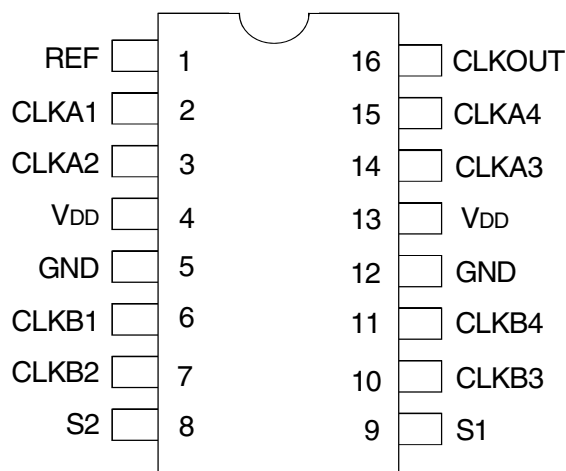 REF 1 16 CLKOUT
CLKA1 2 15 CLKA4
CLKA2 3 14 CLKA3
VDD 4 13 VDD
GND 5 12 GND
CLKB1 6 11 CLKB4
CLKB2 7 10 CLKB3
S2 8 9 S1